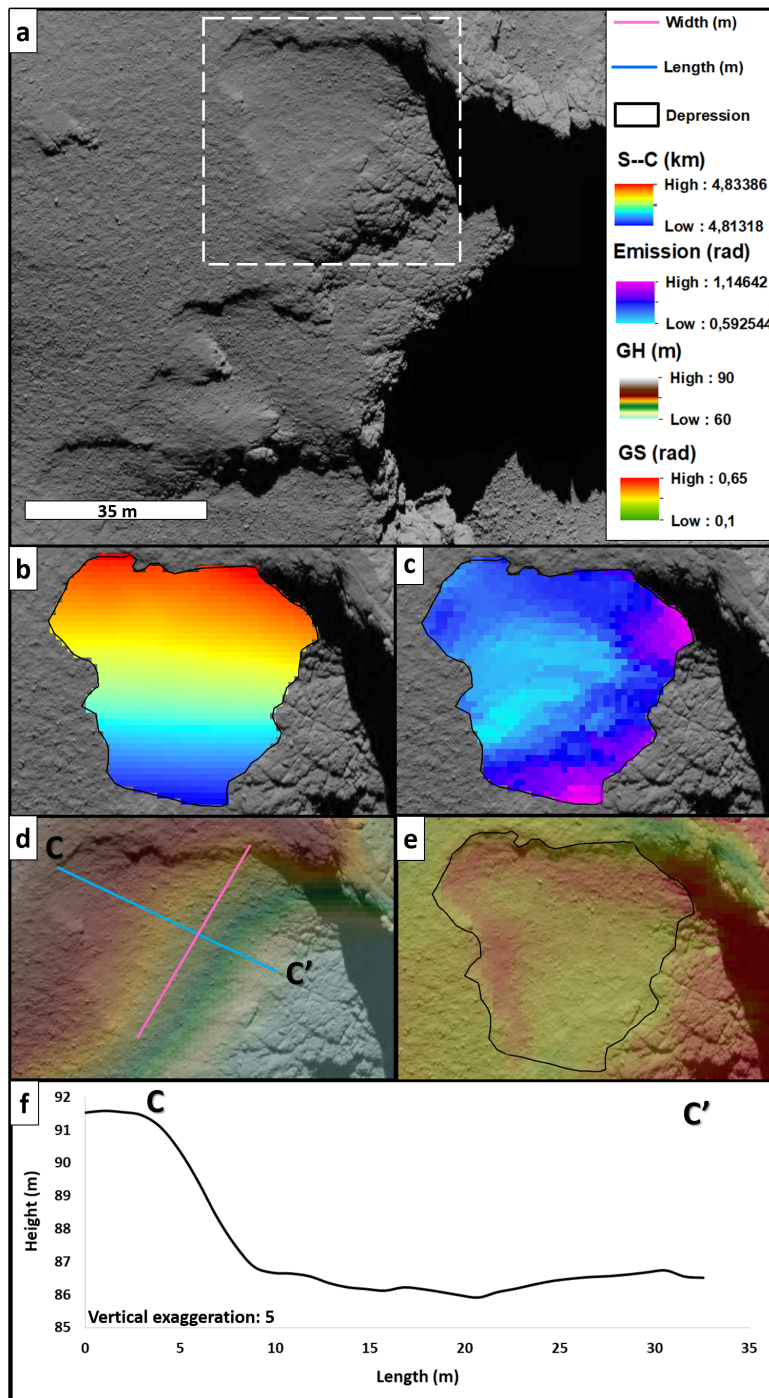 a
Width (m)
Length (m)
Depression
S--C (km)
High : 4,83386
Low : 4,81318
Emission (rad)
High : 1,14642
Low : 0,592544
GH (m)
High : 90
Low : 60
GS (rad)
High : 0,65
Low : 0,1
35 m
b
c
d
C
C'
e
f
C
C'
92
91
90
89
88
87
86
85
Height (m)
Vertical exaggeration: 5
0
5
10
15
20
25
30
35
Length (m)